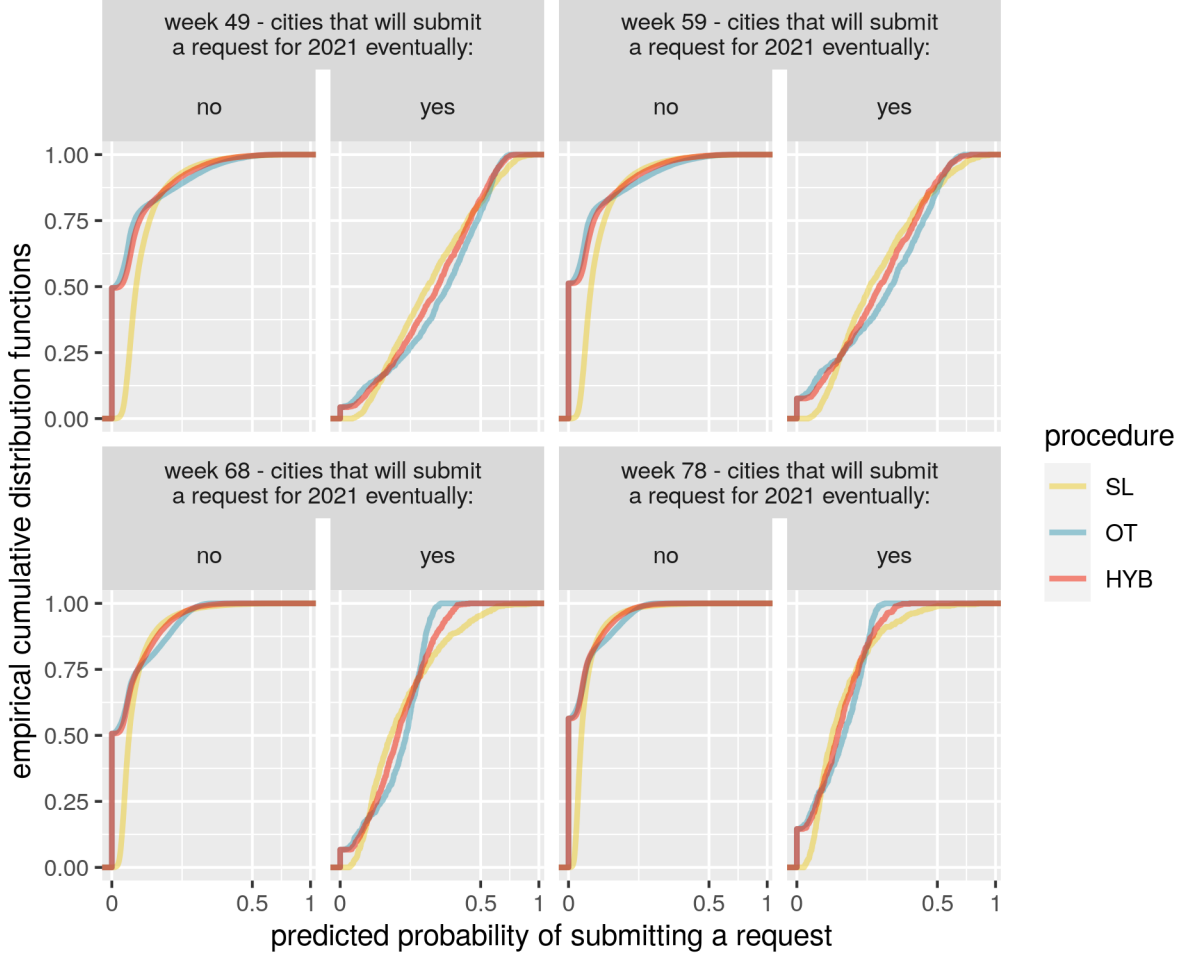 week 49 - cities that will submit
a request for 2021 eventually:
no
yes
week 59 - cities that will submit
a request for 2021 eventually:
no
yes
1.00
0.75
0.50
0.25
0.00
week 68 - cities that will submit
a request for 2021 eventually:
no
yes
week 78 - cities that will submit
a request for 2021 eventually:
no
yes
1.00
0.75
0.50
0.25
0.00
0
0.5
1
0
0.5
1
0
0.5
1
0
0.5
1
empirical cumulative distribution functions
predicted probability of submitting a request
procedure
SL
OT
HYB